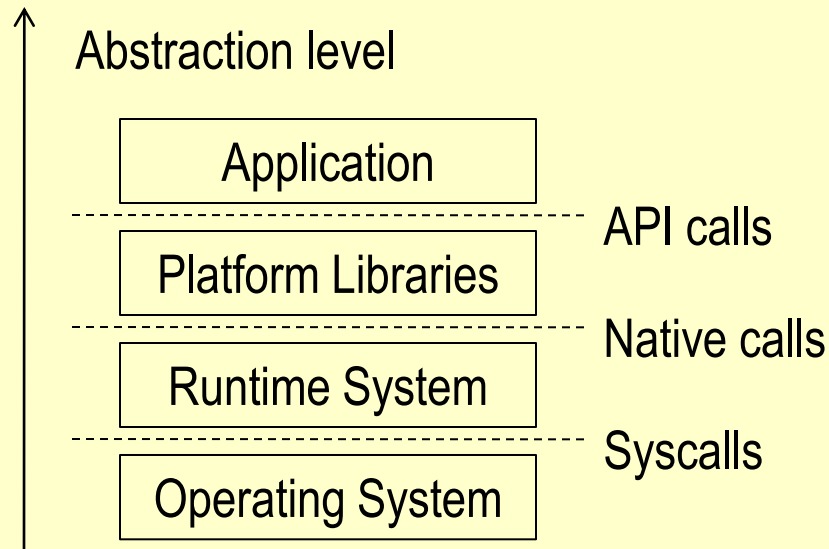 Abstraction level
Application
API calls
Platform Libraries
Native calls
Runtime System
Syscalls
Operating System